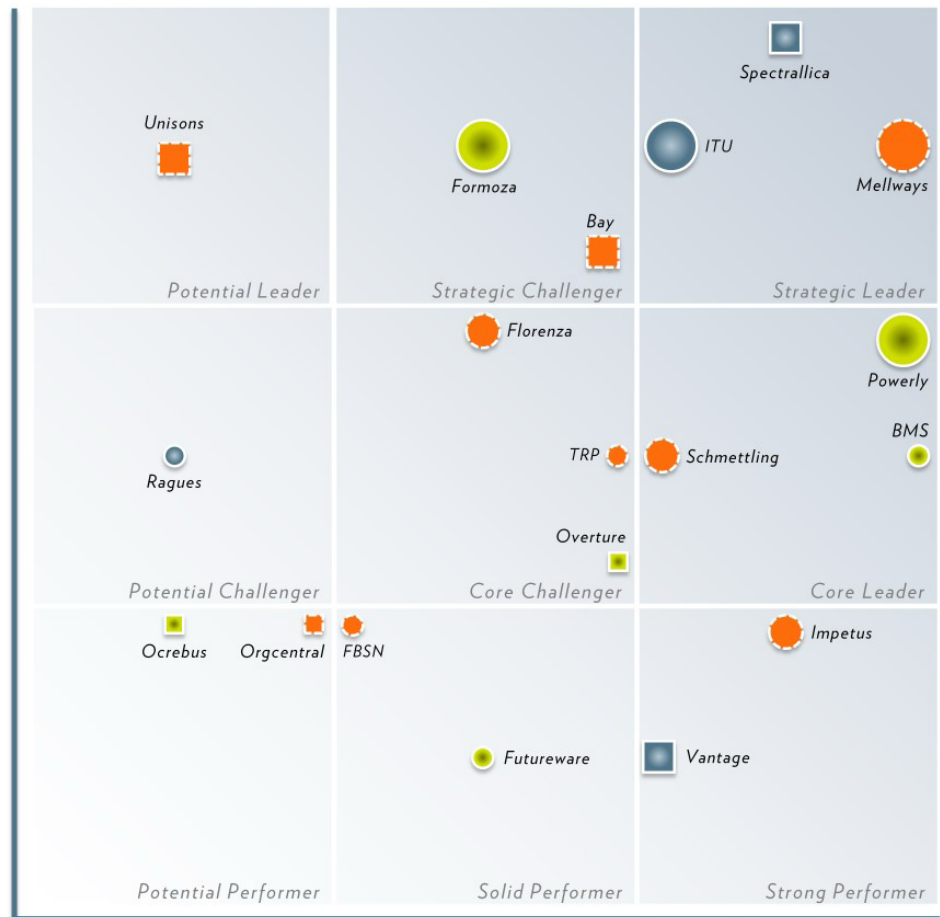 Spectrallica
Unisons
ITU
Formoza
Mellways
Bay
Potential Leader
Strategic Challenger
Strategic Leader
Florenza
Powerly
BMS
TRP
Schmettling
Ragues
Overture
Potential Challenger
Core Challenger
Core Leader
Impetus
Ocrebus
Orgcentral
FBSN
Futureware
Vantage
Potential Performer
Solid Performer
Strong Performer